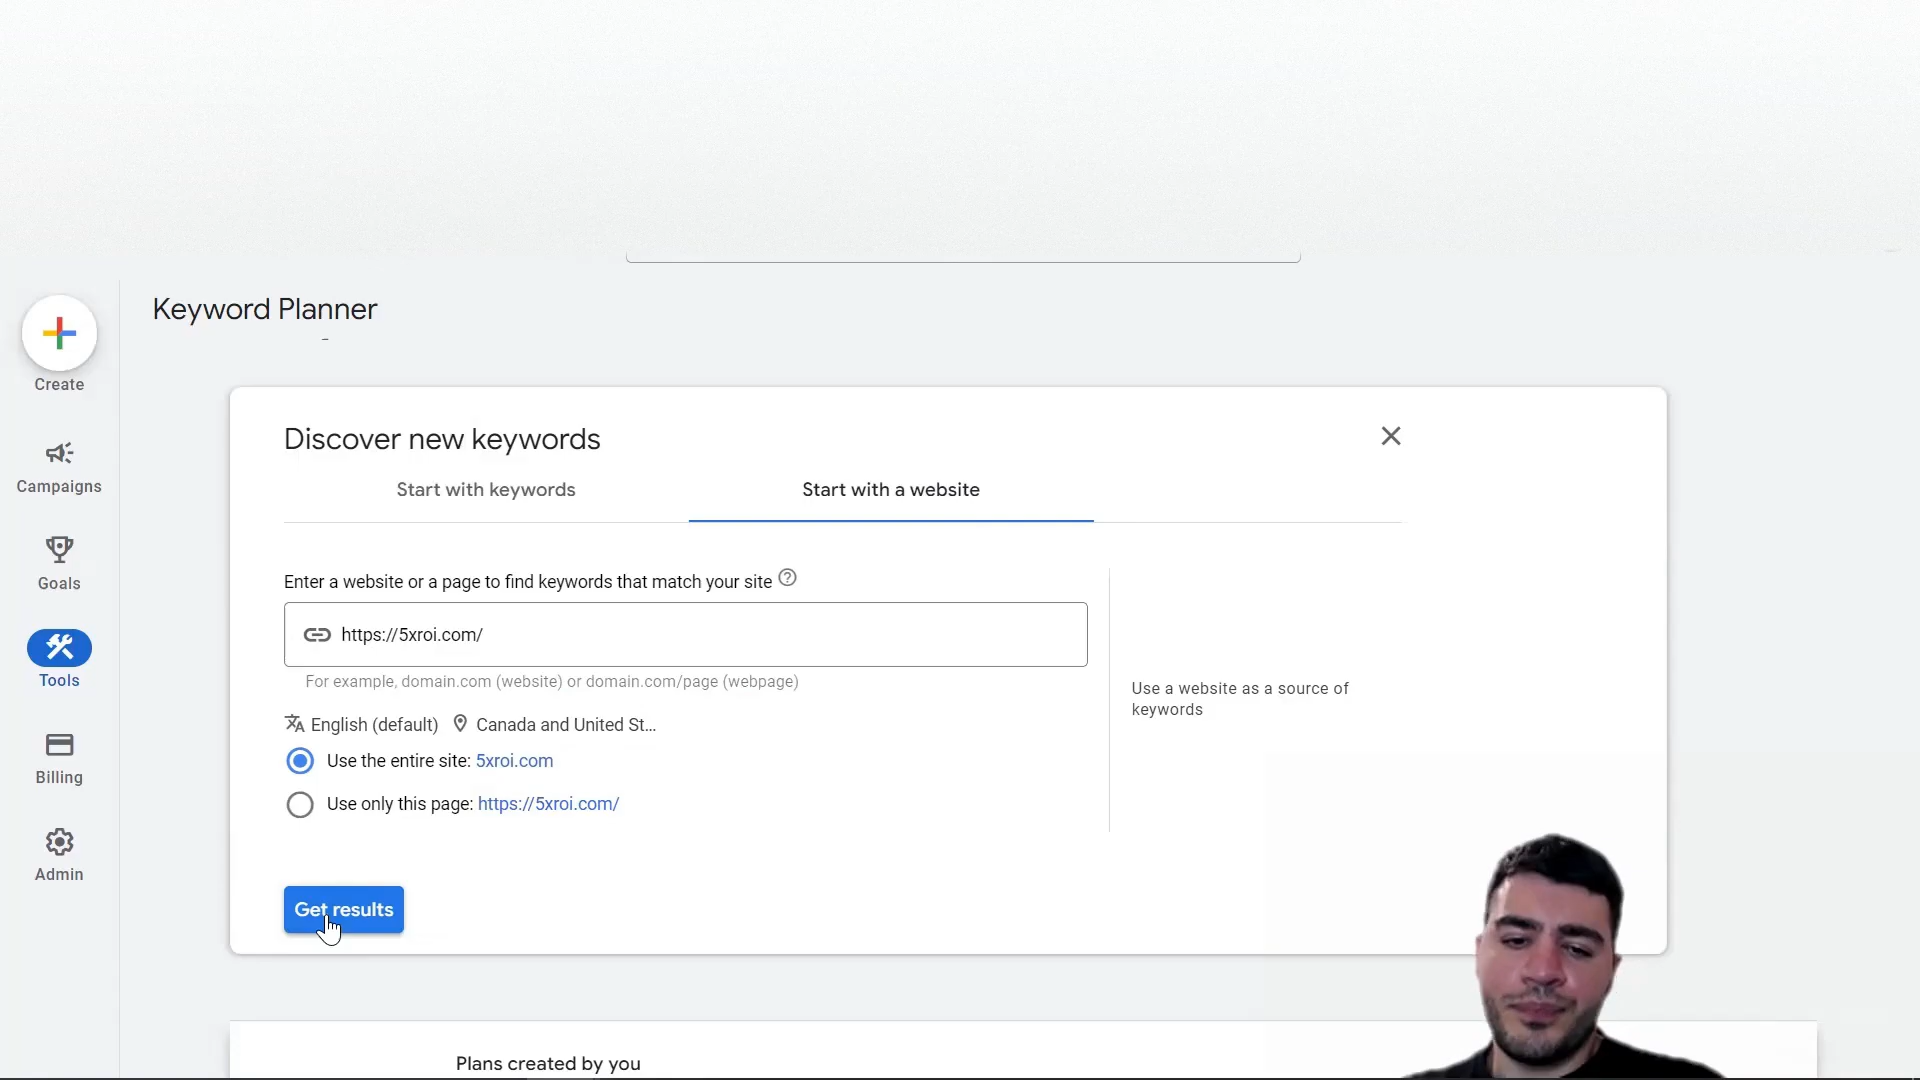 Keyword Planner
Create
Campaigns
Goals
Tools
Billing
Admin
Discover new keywords
Start with keywords
Start with a website
Enter a website or a page to find keywords that match your site
https://5xroi.com/
For example, domain.com (website) or domain.com/page (webpage)
English (default) Canada and United St...
Use the entire site: 5xroi.com
Use only this page: https://5xroi.com/
Use a website as a source of
keywords
Get results
Plans created by you